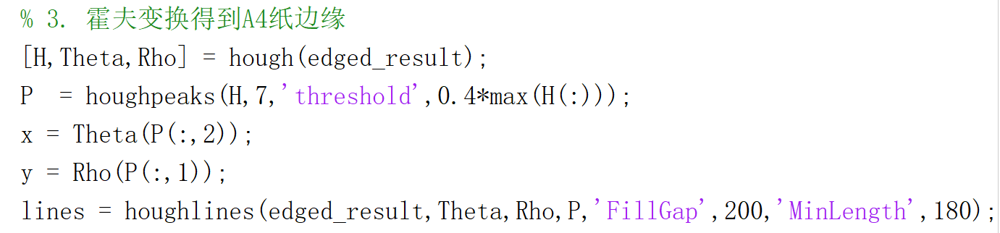 % 3. 霍夫变换得到A4纸边缘
[H,Theta,Rho] = hough(edged_result);
P  = houghpeaks(H,7,'threshold',0.4*max(H(:)));
x = Theta(P(:,2));
y = Rho(P(:,1));
lines = houghlines(edged_result,Theta,Rho,P,'FillGap',200,'MinLength',180);